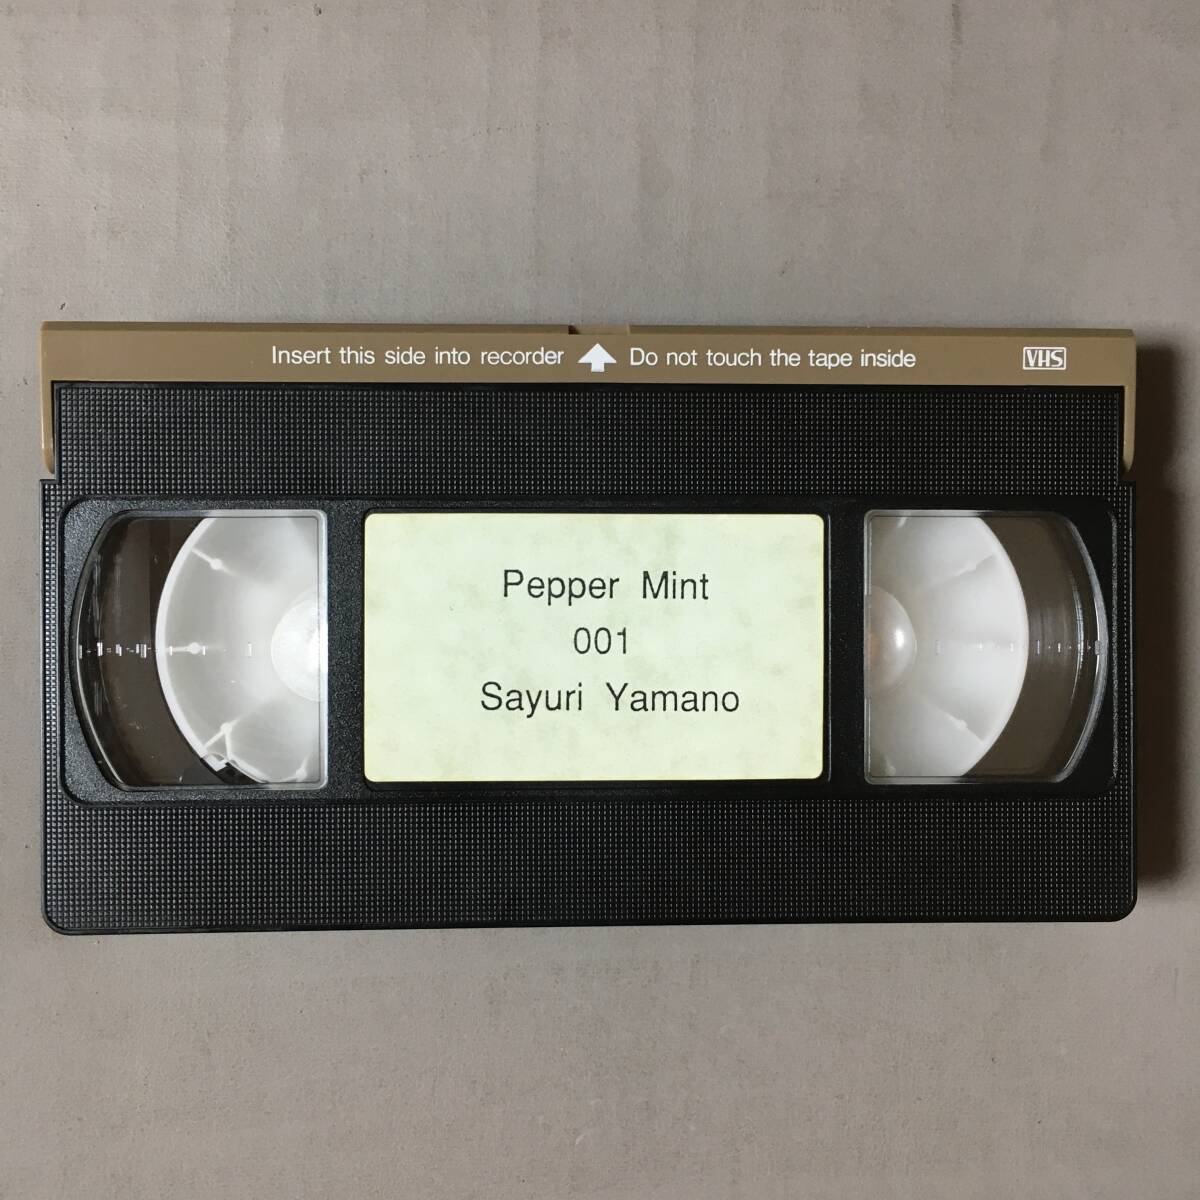 Insert this side into recorder Do not touch the tape inside VHS
Pepper Mint
001
Sayuri Yamano